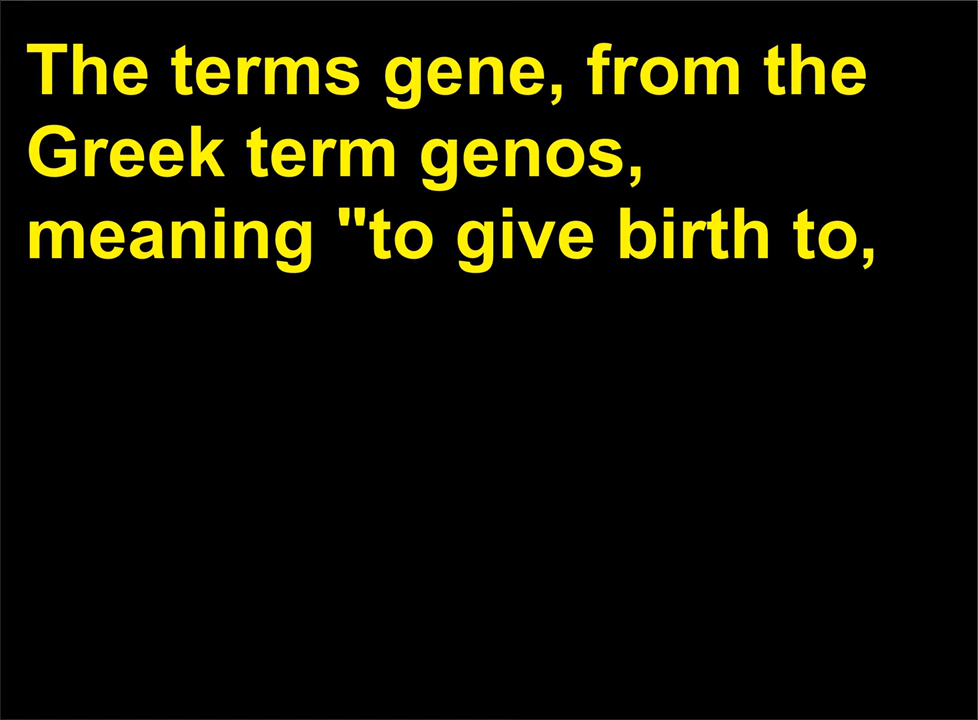 The terms gene, from the
Greek term genos,
meaning "to give birth to,